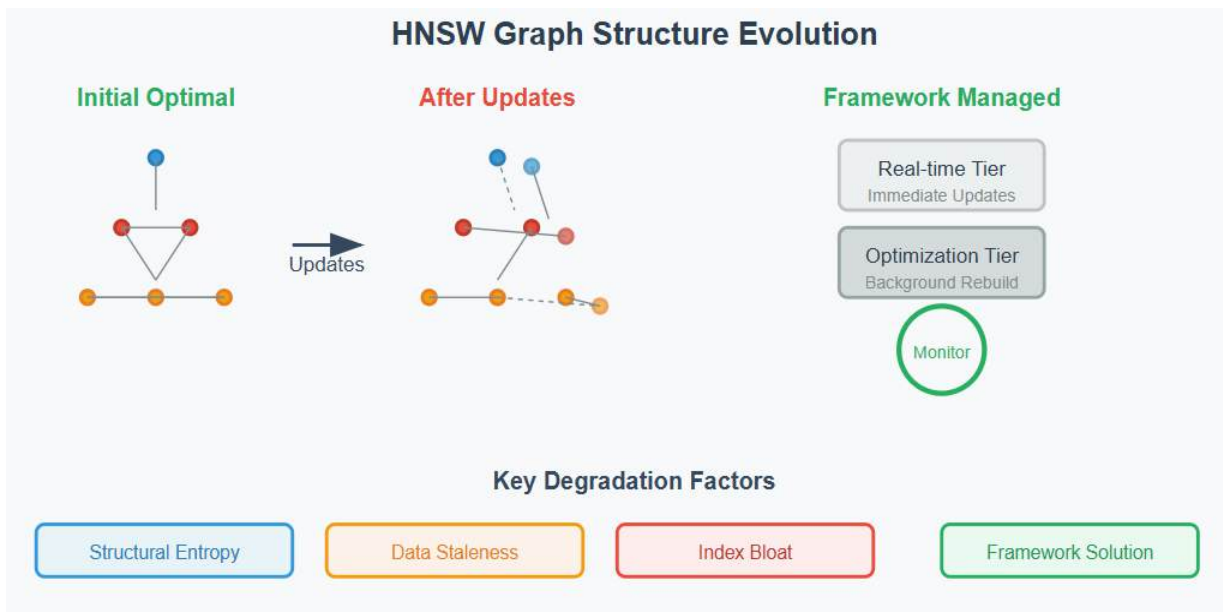 HNSW Graph Structure Evolution
Initial Optimal
After Updates
Framework Managed
Updates
Real-time Tier
Immediate Updates
Optimization Tier
Background Rebuild
Monitor
Key Degradation Factors
Structural Entropy
Data Staleness
Index Bloat
Framework Solution